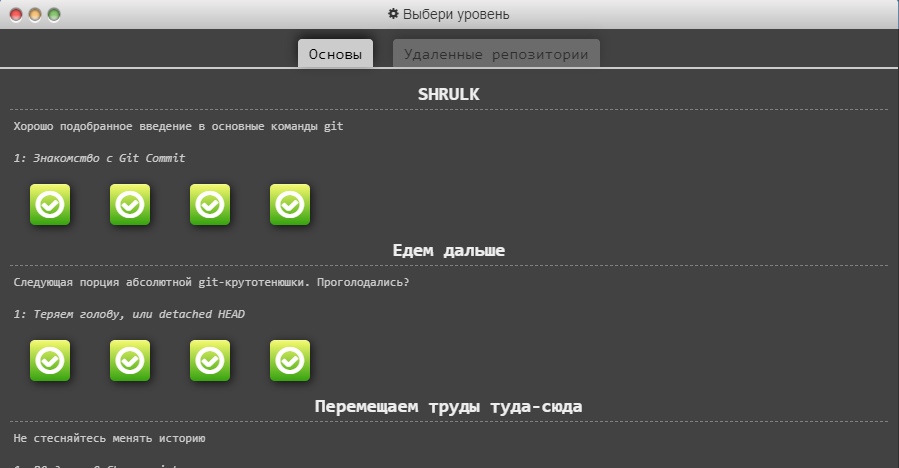 Выбери уровень
Основы
Удаленные репозитории
SHRULK
Хорошо подобранное введение в основные команды git
1: Знакомство с Git Commit
Едем дальше
Следующая порция абсолютной git-крутотенюшки. Проголодались?
1: Теряем голову, или detached HEAD
Перемещаем труды туда-сюда
Не стесняйтесь менять историю